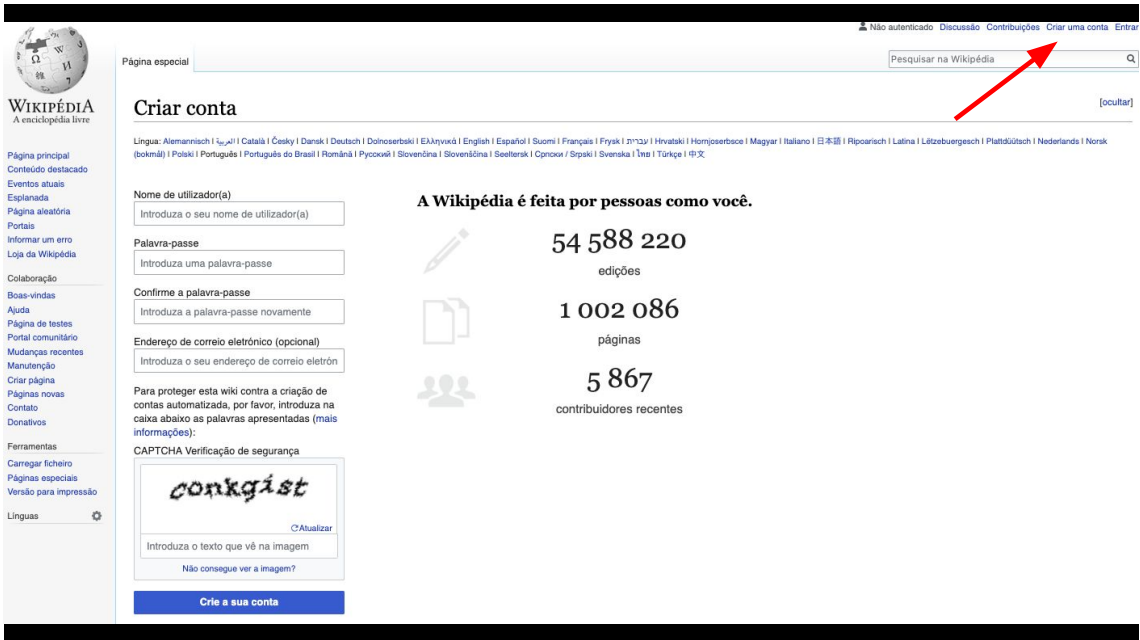 Não autenticado Discussão Contribuições Criar uma conta Entrar
Página especial
Pesquisar na Wikipédia
WIKIPÉDIA
A enciclopédia livre
Criar conta
[ocultar]
Língua: Alemannisch | العربية | Català | Česky | Dansk | Deutsch | Dolnoserbski | Ελληνικά | English | Español | Suomi | Français | Frysk | עברית | Hrvatski | Hornjoserbsce | Magyar | Italiano | 日本語 | Ripoarisch | Latina | Lëtzebuergesch | Plattdüütsch | Nederlands | Norsk
(bokmål) | Polski | Português | Português do Brasil | Română | Русский | Slovenčina | Slovenščina | Seeltersk | Српски / Srpski | Svenska | ไทย | Türkçe | 中文
Página principal
Conteúdo destacado
Eventos atuais
Esplanada
Página aleatória
Portais
Informar um erro
Loja da Wikipédia
Colaboração
Boas-vindas
Ajuda
Página de testes
Portal comunitário
Mudanças recentes
Manutenção
Criar página
Páginas novas
Contato
Donativos
Ferramentas
Carregar ficheiro
Páginas especiais
Versão para impressão
Línguas
Nome de utilizador(a)
Introduza o seu nome de utilizador(a)
Palavra-passe
Introduza uma palavra-passe
Confirme a palavra-passe
Introduza a palavra-passe novamente
Endereço de correio eletrónico (opcional)
Introduza o seu endereço de correio eletrón
Para proteger esta wiki contra a criação de
contas automatizada, por favor, introduza na
caixa abaixo as palavras apresentadas (mais
informações):
CAPTCHA Verificação de segurança
conkgist
Atualizar
Introduza o texto que vê na imagem
Não consegue ver a imagem?
Crie a sua conta
A Wikipédia é feita por pessoas como você.
54 588 220
edições
1 002 086
páginas
5 867
contribuidores recentes